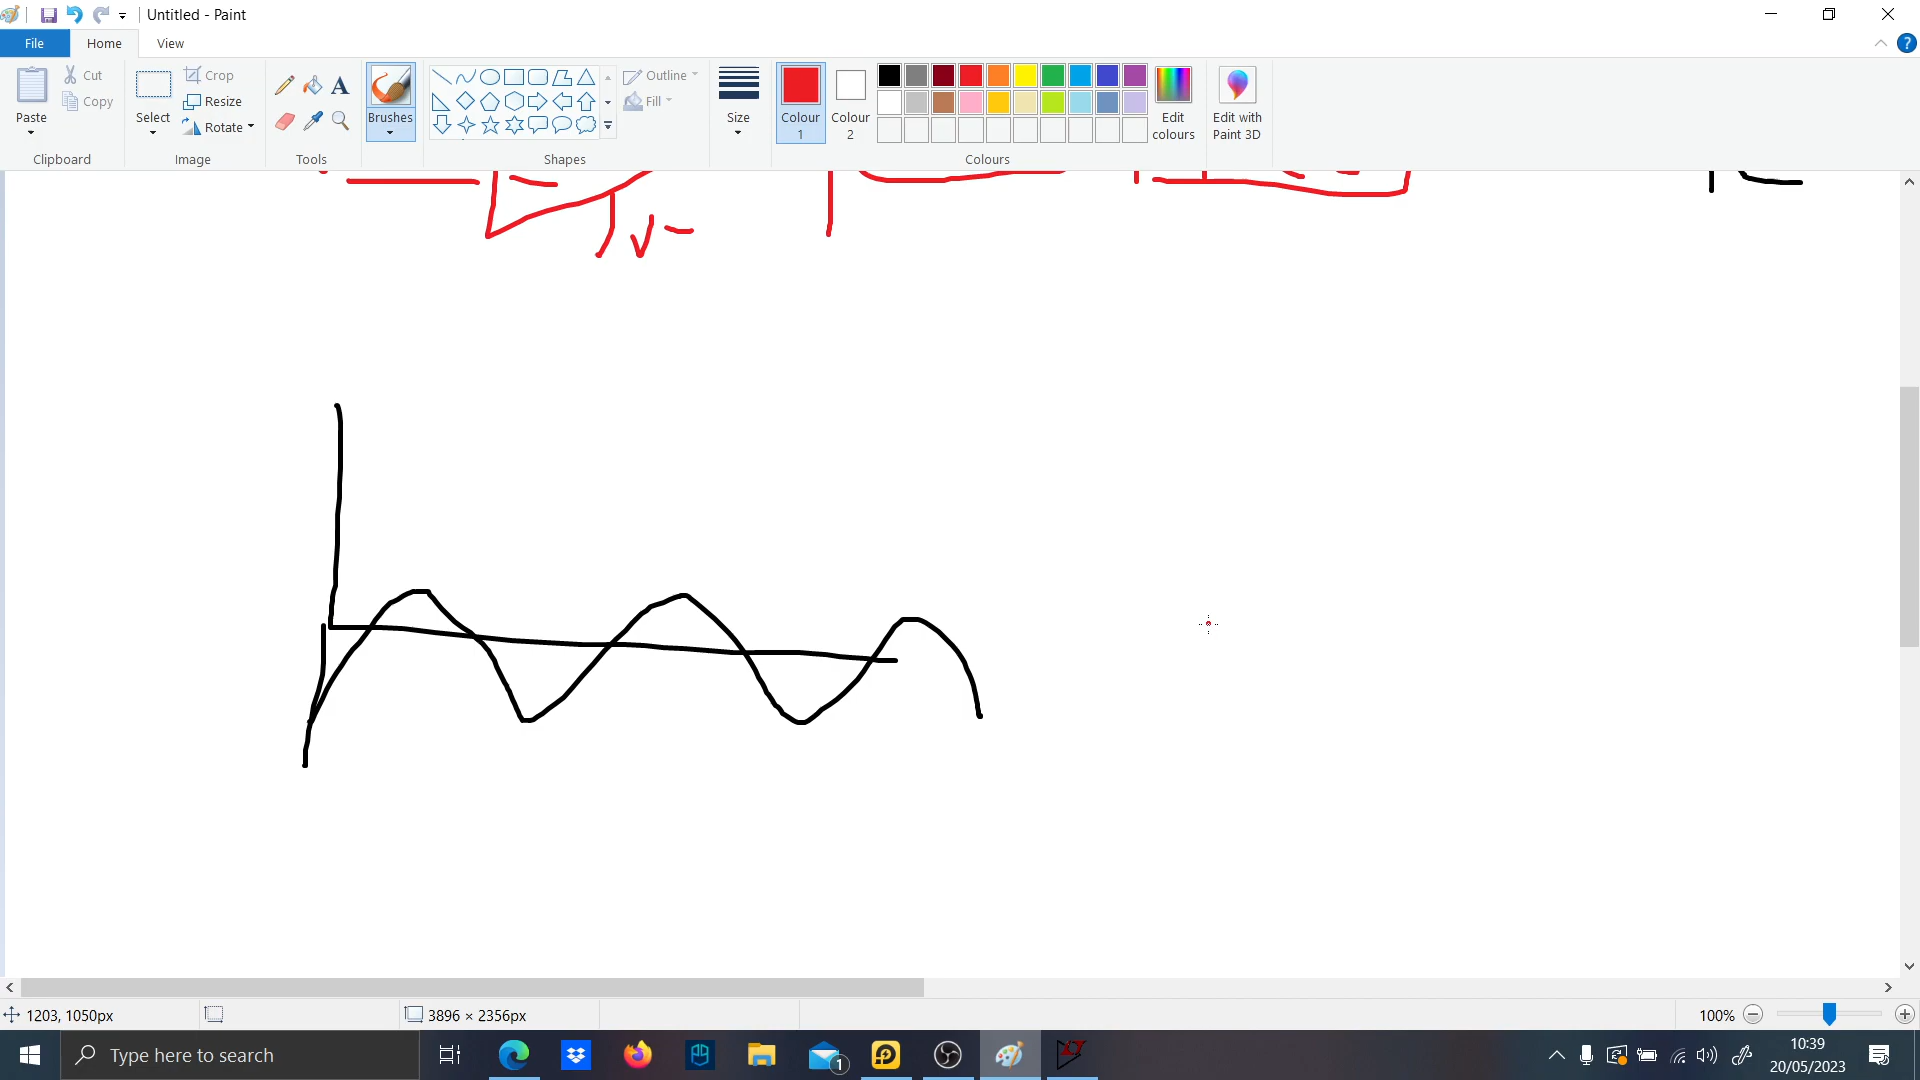 Untitled - Paint
File Home View
Paste
Cut
Copy
Clipboard
Select
Crop
Resize
Rotate
Image
A
Tools
Brushes
Shapes
Outline
Fill
Size
Colour 1
Colour 2
Colours
Edit colours
Edit with Paint 3D
?
V-
1203, 1050px
3896 × 2356px
100%
Type here to search
1
10:39
20/05/2023